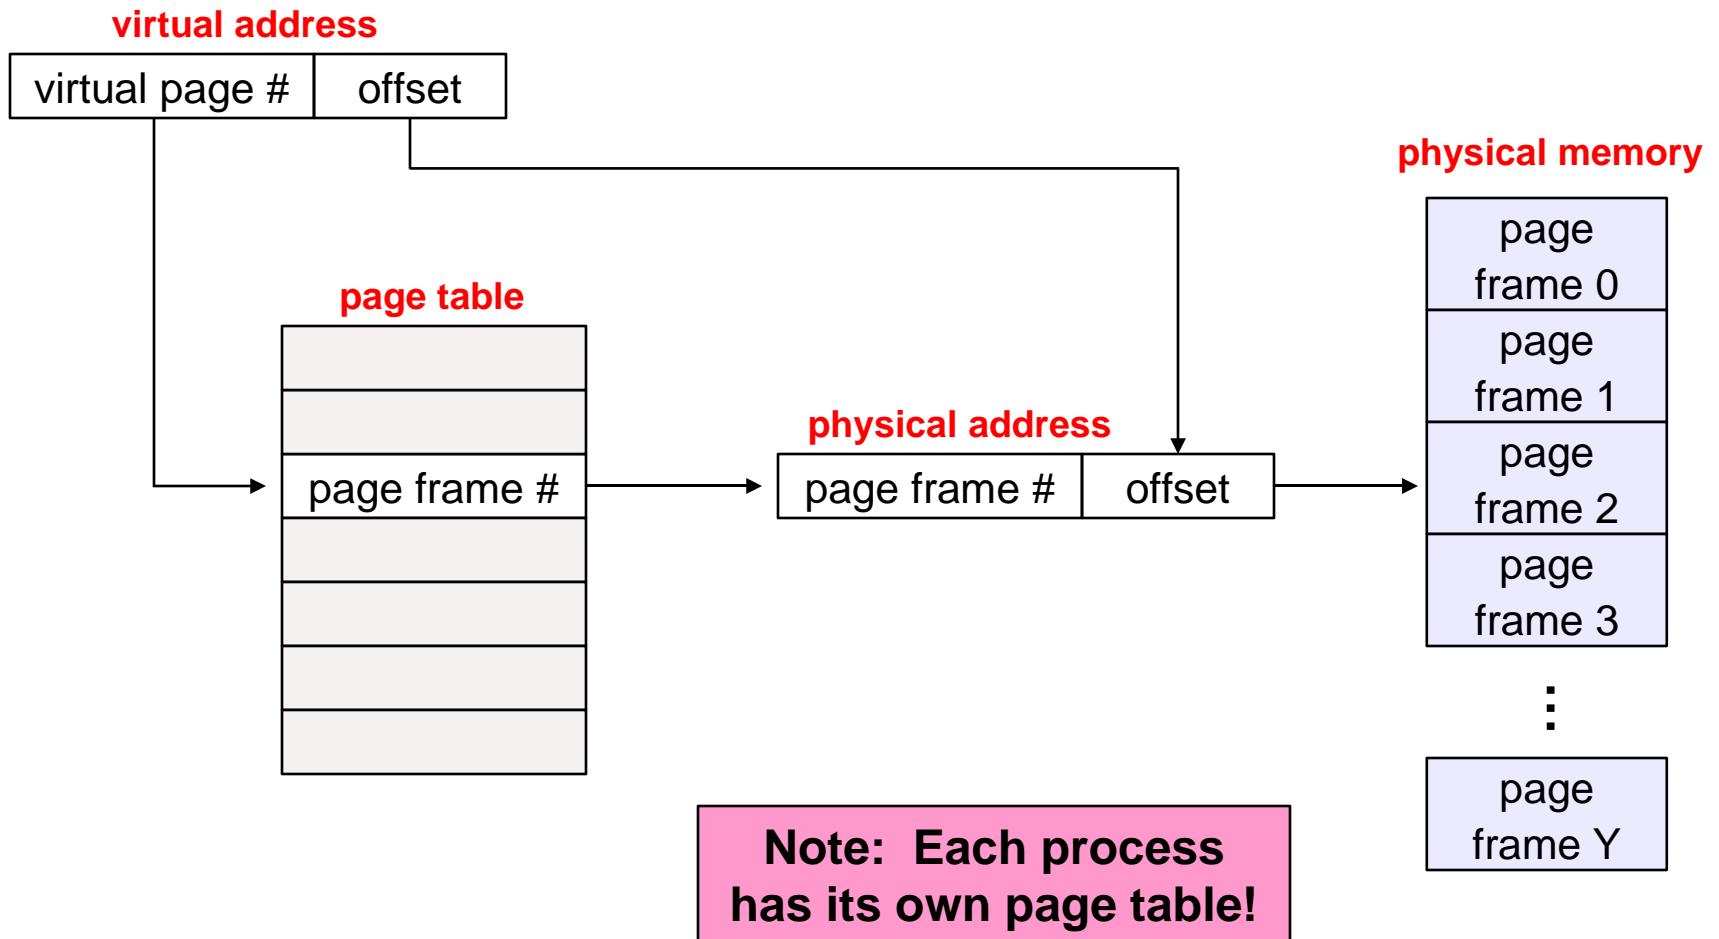 virtual address
virtual page #
offset
physical memory
page
frame 0
page
frame 1
page
frame 2
page
frame 3
⋮
page
frame Y
page table
page frame #
physical address
page frame #
offset
Note: Each process
has its own page table!